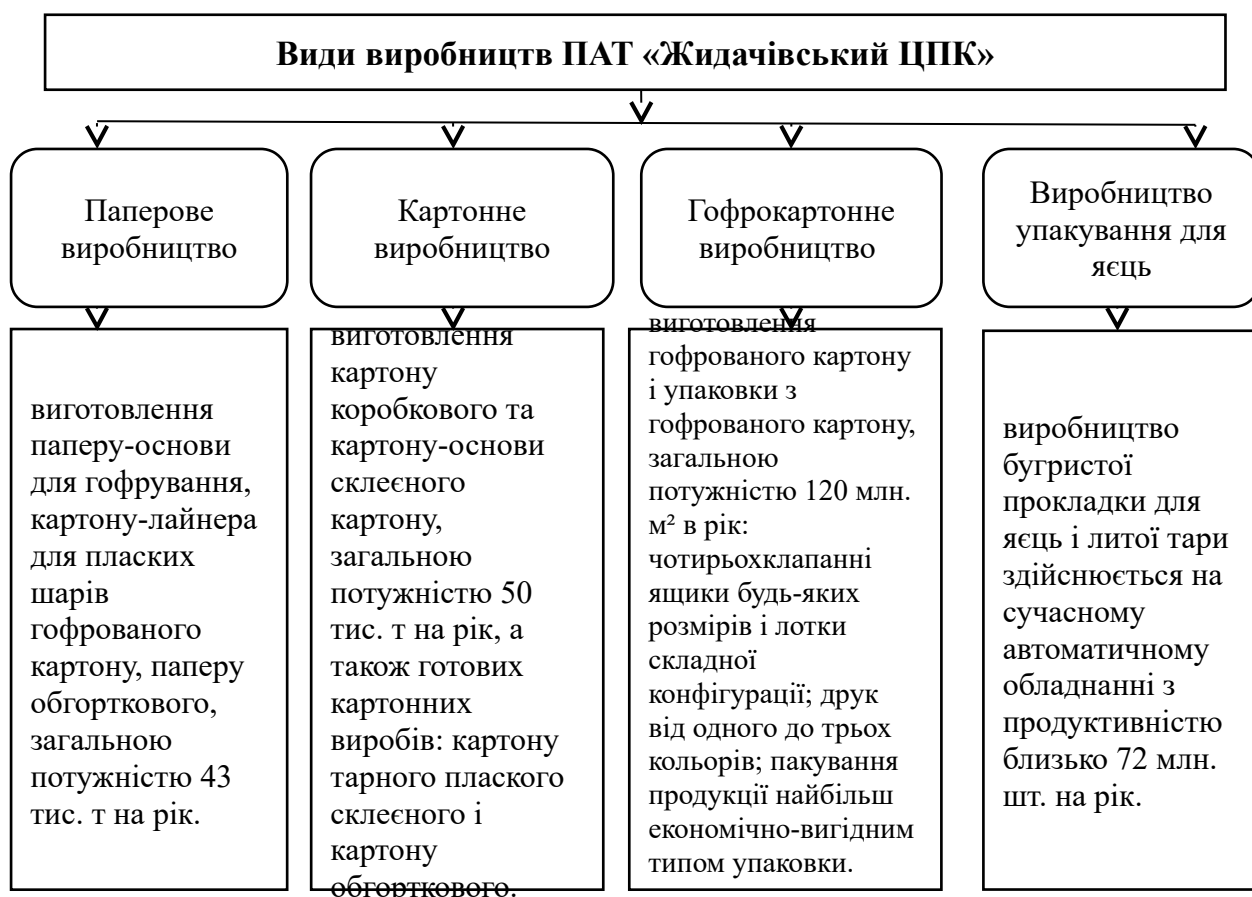 Види виробництв ПАТ «Жидачівський ЦПК»
Паперове
виробництво
Картонне
виробництво
Гофрокартонне
виробництво
Виробництво
упакування для
яєць
виготовлення
паперу-основи
для гофрування,
картону-лайнера
для пласких
шарів
гофрованого
картону, паперу
обгорткового,
загальною
потужністю 43
тис. т на рік.
виготовлення
картону
коробкового та
картону-основи
склеєного
картону,
загальною
потужністю 50
тис. т на рік, а
також готових
картонних
виробів: картону
тарного плаского
склеєного і
картону
обгорткового.
виготовлення
гофрованого картону
і упаковки з
гофрованого картону,
загальною
потужністю 120 млн.
м² в рік:
чотирьохклапанні
ящики будь-яких
розмірів і лотки
складної
конфігурації; друк
від одного до трьох
кольорів; пакування
продукції найбільш
економічно-вигідним
типом упаковки.
виробництво
бугристої
прокладки для
яєць і литої тари
здійснюється на
сучасному
автоматичному
обладнанні з
продуктивністю
близько 72 млн.
шт. на рік.